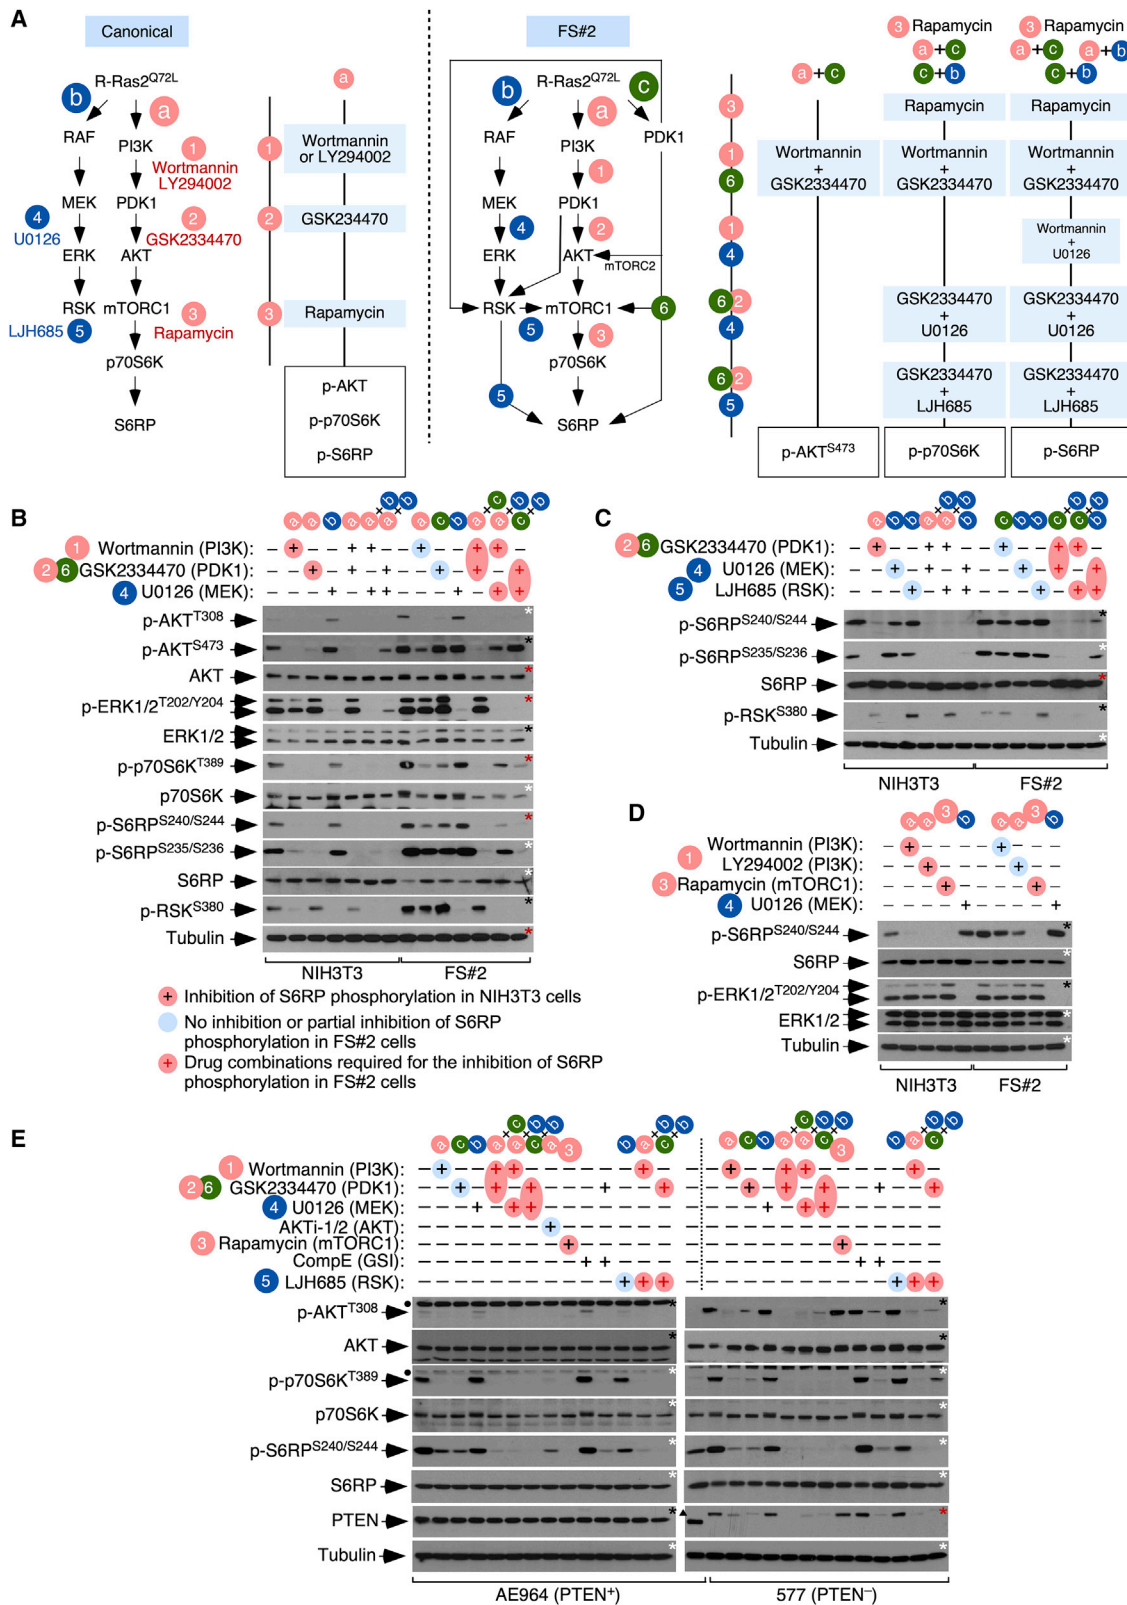 A
Canonical
R-Ras2Q72L
b
a
RAF
PI3K
1
Wortmannin
LY294002
MEK
PDK1
4
U0126
2
GSK2334470
ERK
AKT
RSK
mTORC1
LJH685
5
3
Rapamycin
p70S6K
S6RP
a
1
Wortmannin
or LY294002
2
GSK234470
3
Rapamycin
p-AKT
p-p70S6K
p-S6RP
FS#2
R-Ras2Q72L
b
a
c
RAF
PI3K
PDK1
1
MEK
PDK1
4
2
ERK
AKT
mTORC2
RSK
mTORC1
6
5
3
p70S6K
5
S6RP
3
1
6
1
4
6 2
4
6 2
5
a+c
3 Rapamycin
a+c
c+b
3 Rapamycin
a+c a+b
c+b
Rapamycin
Rapamycin
Wortmannin
+
GSK2334470
Wortmannin
+
GSK2334470
Wortmannin
+
GSK2334470
Wortmannin
+
U0126
GSK2334470
+
U0126
GSK2334470
+
U0126
GSK2334470
+
LJH685
GSK2334470
+
LJH685
p-AKTS473
p-p70S6K
p-S6RP
B
1 Wortmannin (PI3K):
2 6 GSK2334470 (PDK1):
4 U0126 (MEK):
p-AKTT308
p-AKTS473
AKT
p-ERK1/2T202/Y204
ERK1/2
p-p70S6KT389
p70S6K
p-S6RPS240/S244
p-S6RPS235/S236
S6RP
p-RSKS380
Tubulin
NIH3T3
FS#2
+ Inhibition of S6RP phosphorylation in NIH3T3 cells
No inhibition or partial inhibition of S6RP
phosphorylation in FS#2 cells
+ Drug combinations required for the inhibition of S6RP
phosphorylation in FS#2 cells
C
2 6 GSK2334470 (PDK1):
4 U0126 (MEK):
5 LJH685 (RSK):
p-S6RPS240/S244
p-S6RPS235/S236
S6RP
p-RSKS380
Tubulin
NIH3T3
FS#2
D
Wortmannin (PI3K):
1
LY294002 (PI3K):
3 Rapamycin (mTORC1):
4 U0126 (MEK):
p-S6RPS240/S244
S6RP
p-ERK1/2T202/Y204
ERK1/2
Tubulin
NIH3T3
FS#2
E
1 Wortmannin (PI3K):
2 6 GSK2334470 (PDK1):
4 U0126 (MEK):
AKTi-1/2 (AKT):
3 Rapamycin (mTORC1):
CompE (GSI):
5 LJH685 (RSK):
p-AKTT308
AKT
p-p70S6KT389
p70S6K
p-S6RPS240/S244
S6RP
PTEN
Tubulin
AE964 (PTEN+)
577 (PTEN–)